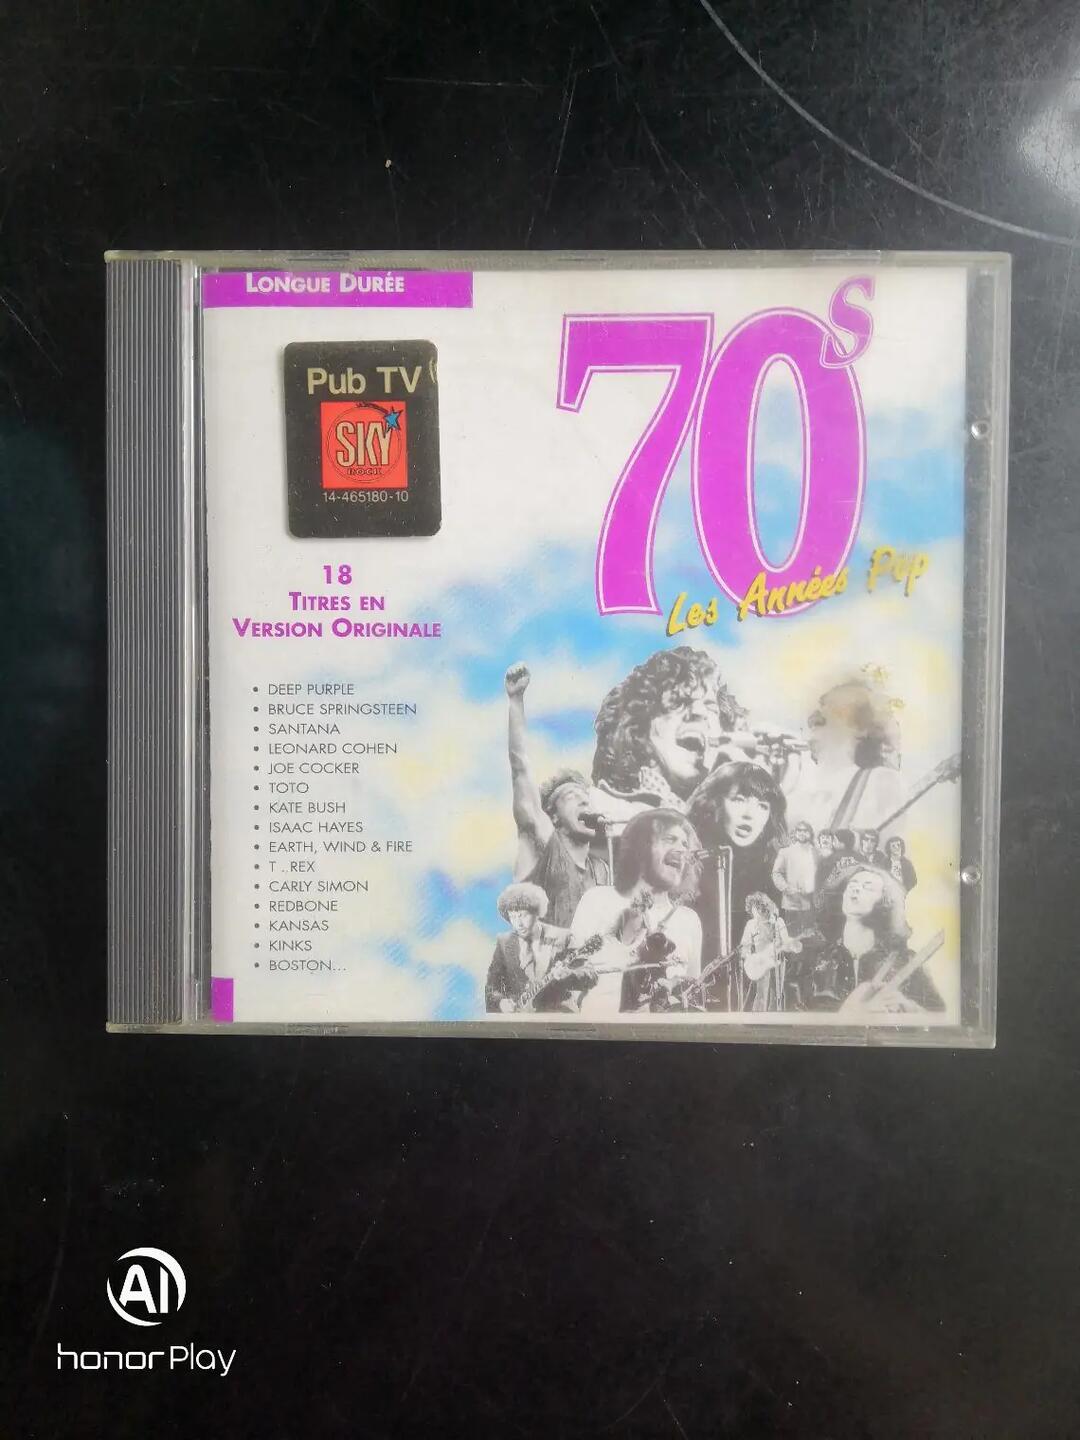 LONGUE DURÉE
70s
Les Années Pop
Pub TV
SKY
ROCK
14-465180-10
18
TITRES EN
VERSION ORIGINALE
• DEEP PURPLE
• BRUCE SPRINGSTEEN
• SANTANA
• LEONARD COHEN
• JOE COCKER
• TOTO
• KATE BUSH
• ISAAC HAYES
• EARTH, WIND & FIRE
• T..REX
• CARLY SIMON
• REDBONE
• KANSAS
• KINKS
• BOSTON...
AI
honor Play